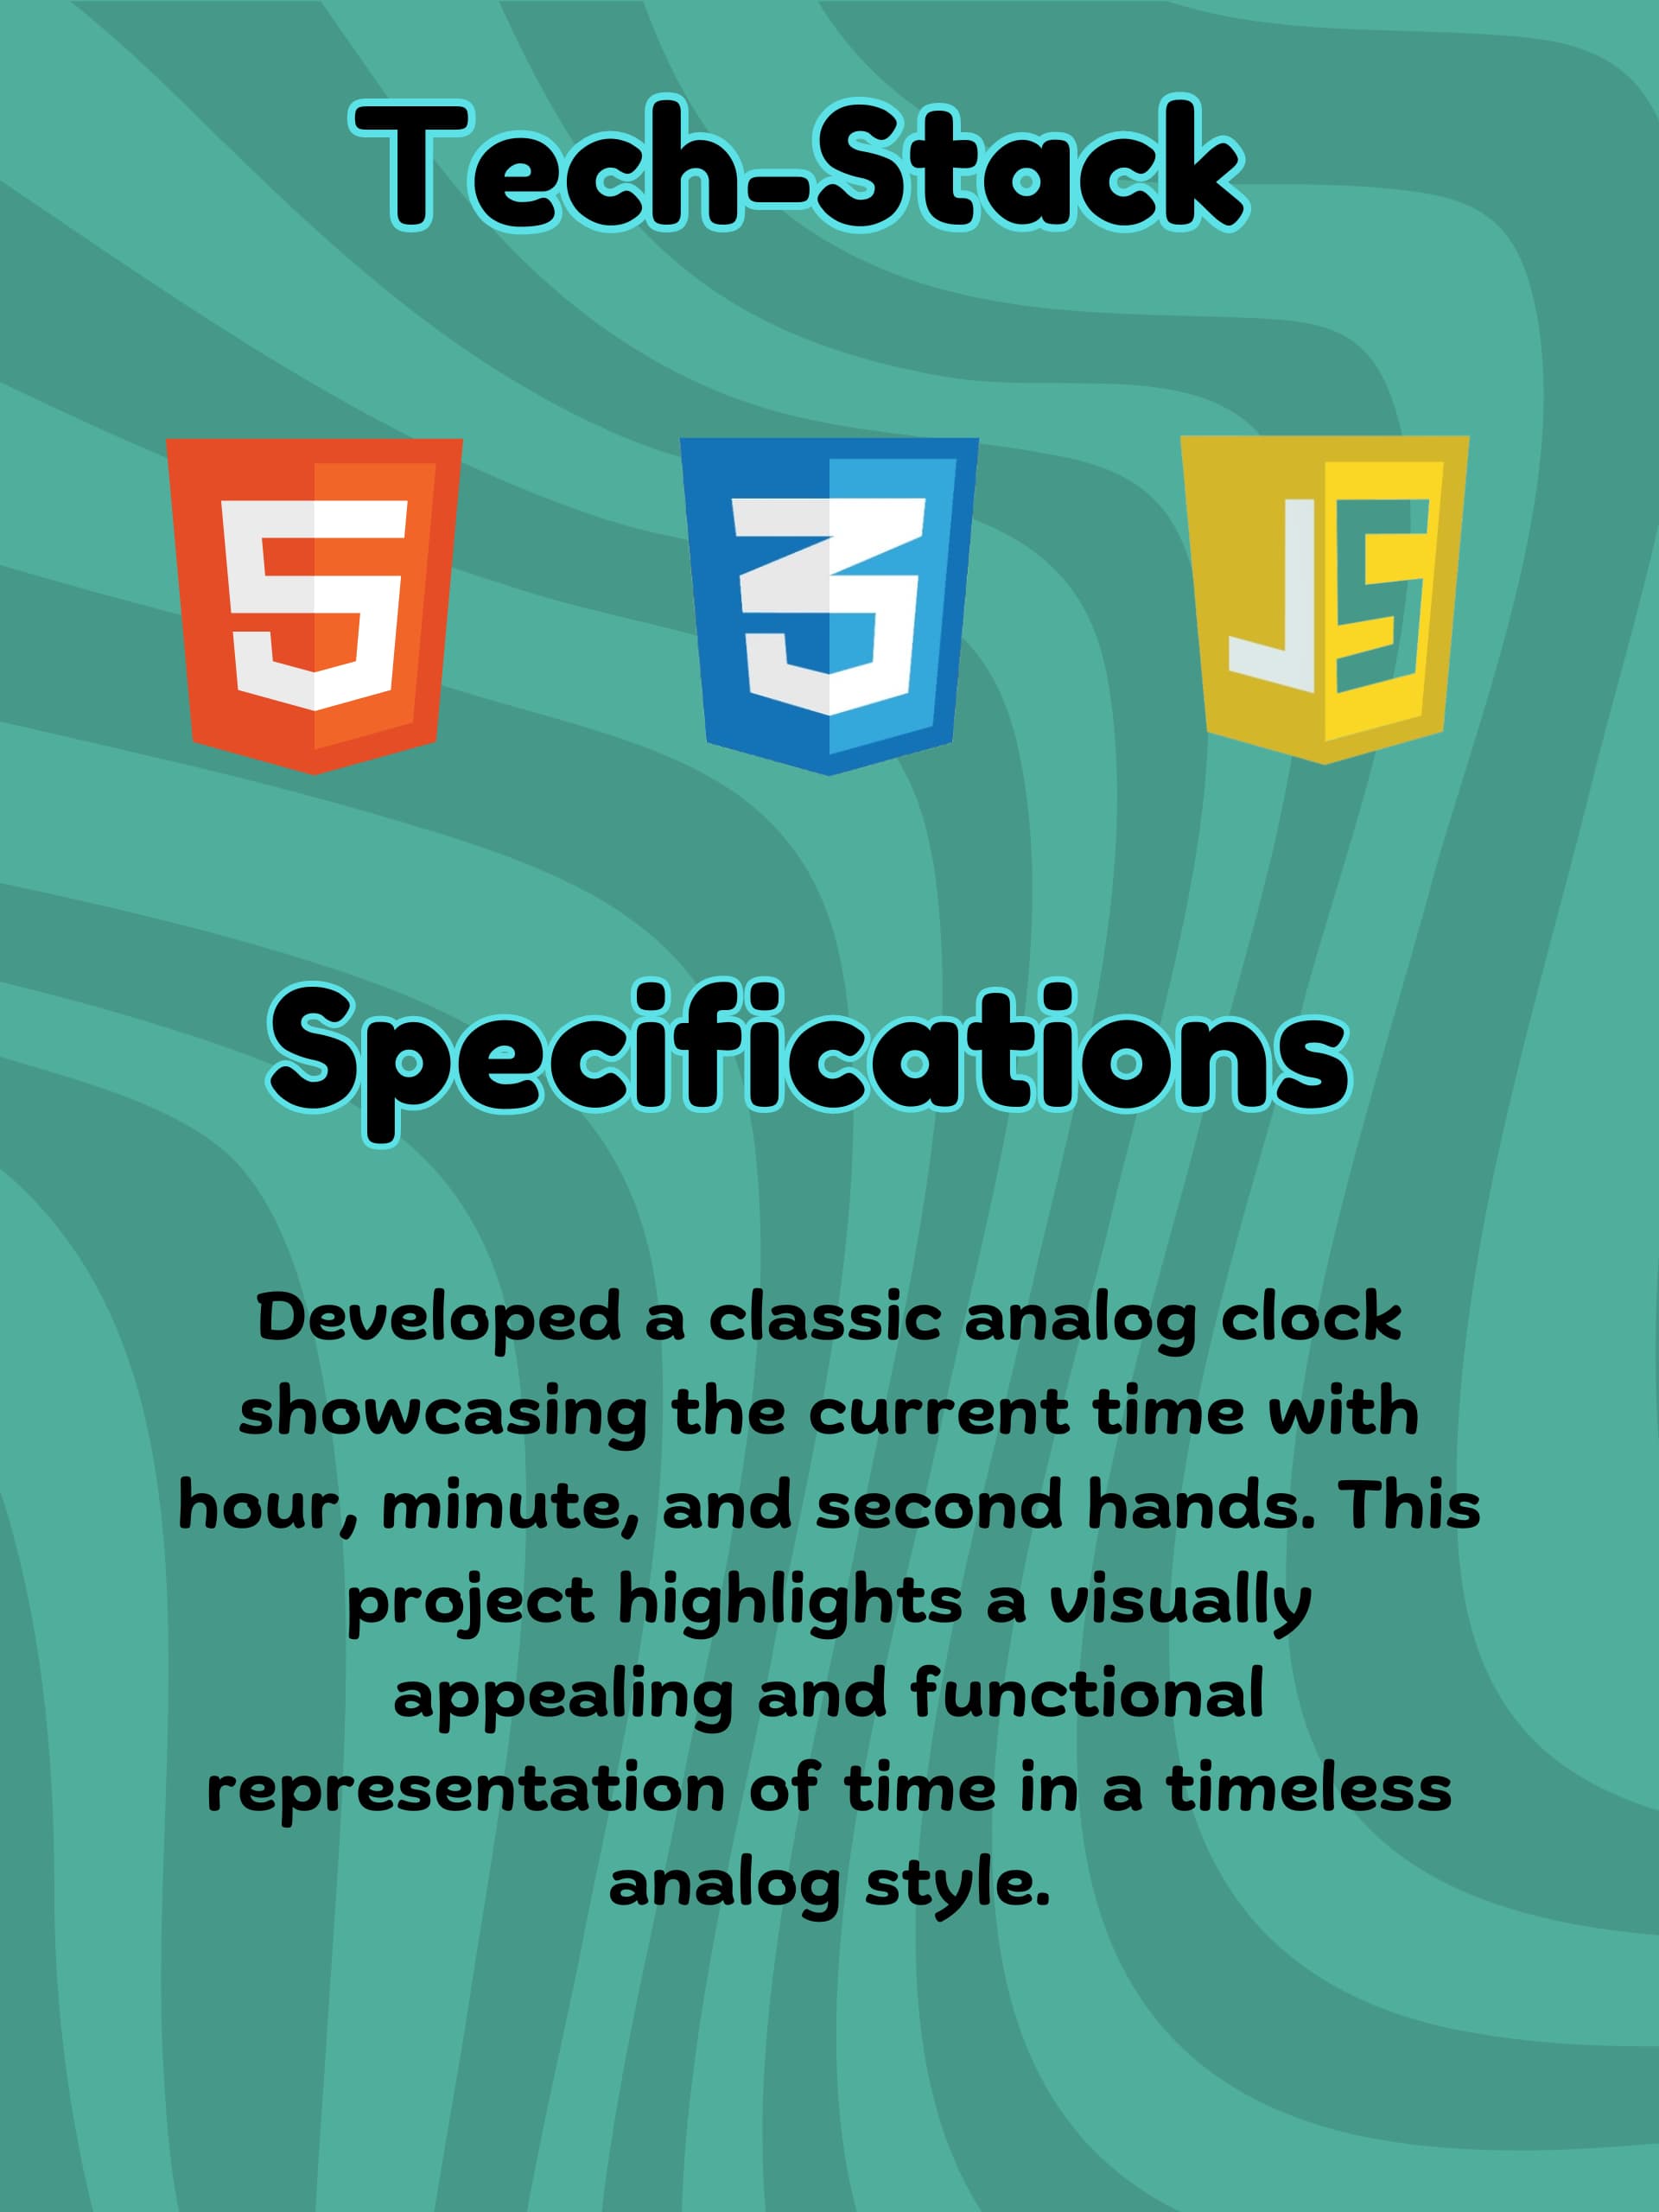 Tech-Stack
5
3
JS
Specifications
Developed a classic analog clock
showcasing the current time with
hour, minute, and second hands. This
project highlights a visually
appealing and functional
representation of time in a timeless
analog style.